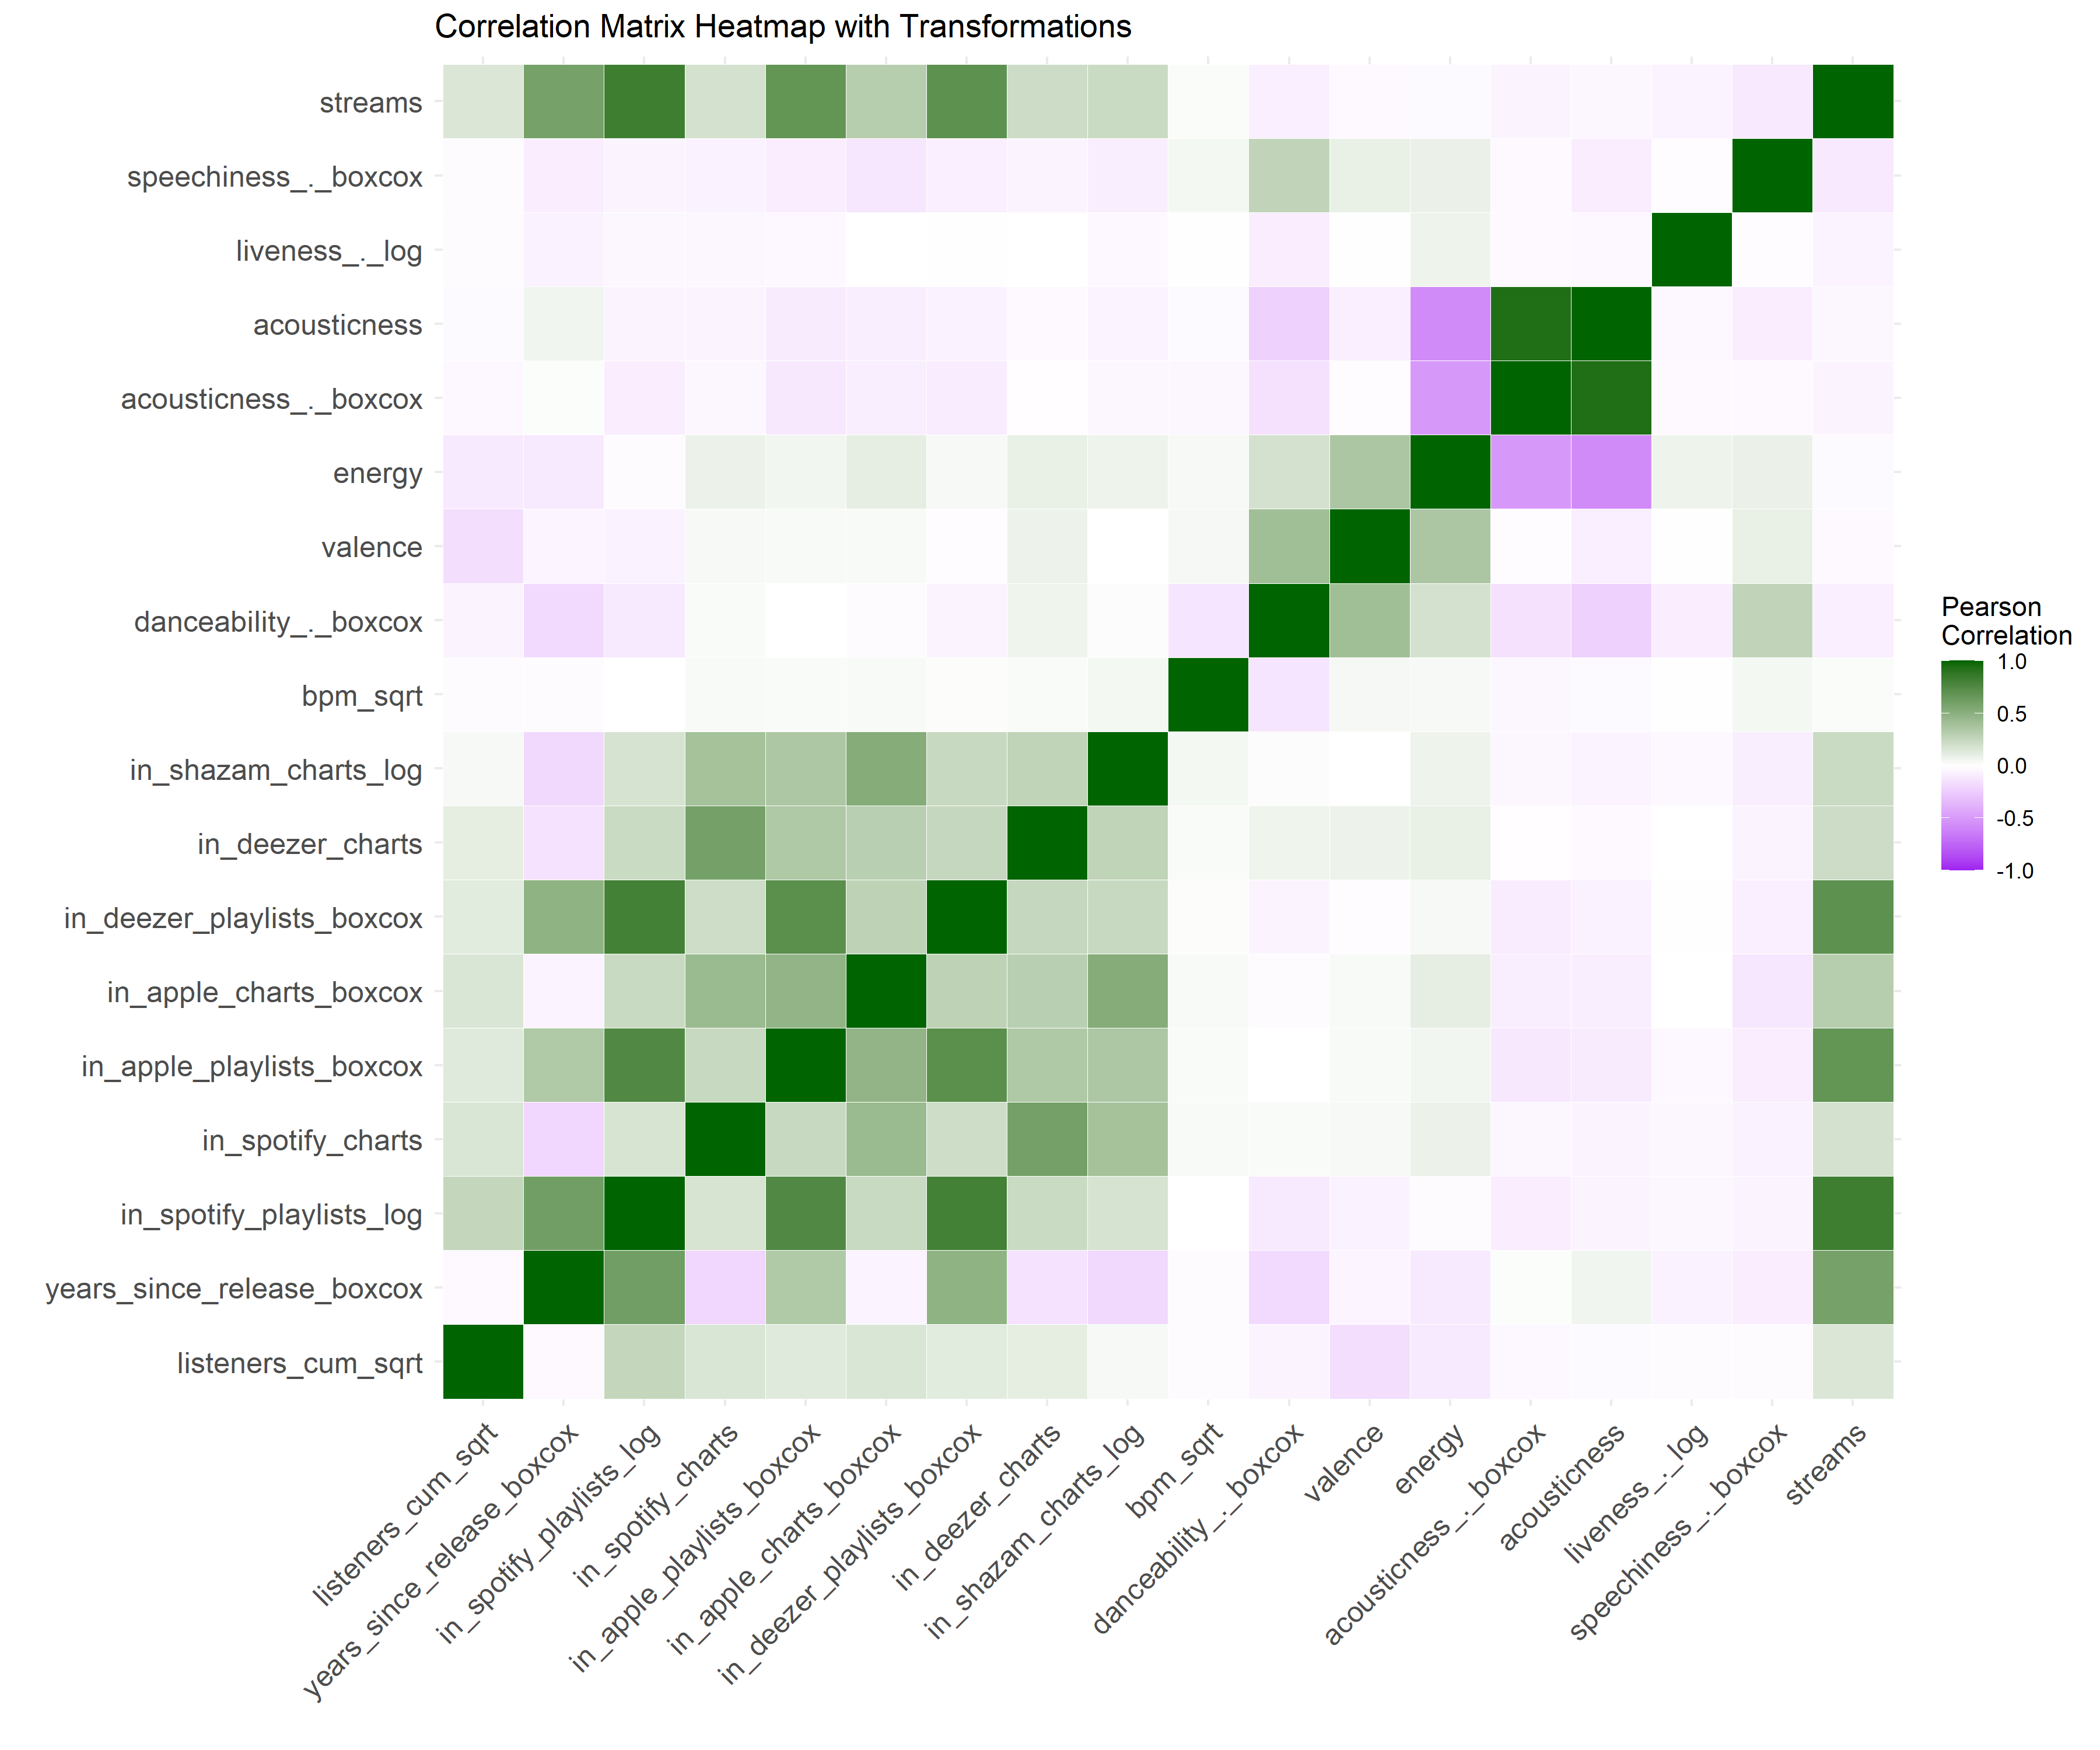 Correlation Matrix Heatmap with Transformations
streams
speechiness_._boxcox
liveness_._log
acousticness
acousticness_._boxcox
energy
valence
danceability_._boxcox
bpm_sqrt
in_shazam_charts_log
in_deezer_charts
in_deezer_playlists_boxcox
in_apple_charts_boxcox
in_apple_playlists_boxcox
in_spotify_charts
in_spotify_playlists_log
years_since_release_boxcox
listeners_cum_sqrt
listeners_cum_sqrt
years_since_release_boxcox
in_spotify_playlists_log
in_spotify_charts
in_apple_playlists_boxcox
in_apple_charts_boxcox
in_deezer_playlists_boxcox
in_deezer_charts
in_shazam_charts_log
bpm_sqrt
danceability_._boxcox
valence
energy
acousticness_._boxcox
acousticness
liveness_._log
speechiness_._boxcox
streams
Pearson
Correlation
1.0
0.5
0.0
-0.5
-1.0